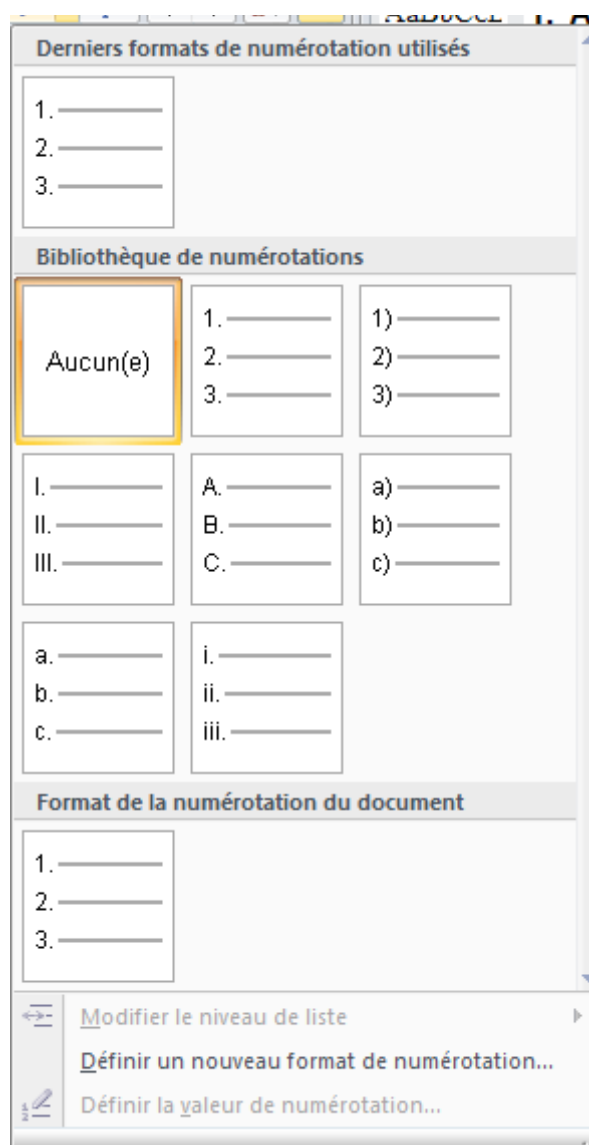 AaBbCcL 1. A
Derniers formats de numérotation utilisés
1.
2.
3.
Bibliothèque de numérotations
Aucun(e)
1.
2.
3.
1)
2)
3)
I.
II.
III.
A.
B.
C.
a)
b)
c)
a.
b.
c.
i.
ii.
iii.
Format de la numérotation du document
1.
2.
3.
Modifier le niveau de liste
Définir un nouveau format de numérotation...
Définir la valeur de numérotation...